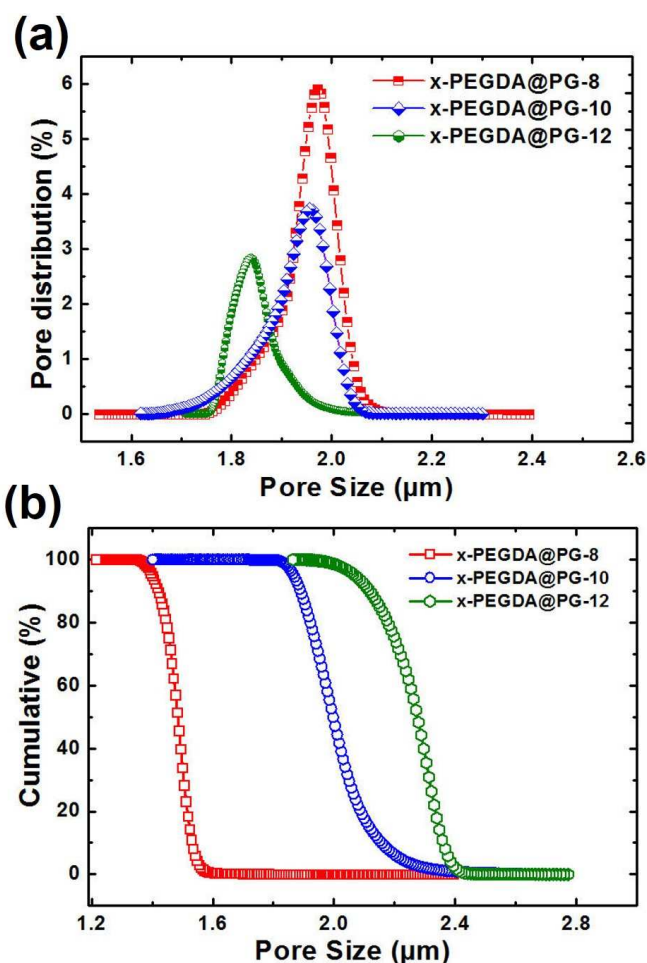 (a)
6
5
4
3
2
1
0
Pore distribution (%)
x-PEGDA@PG-8
x-PEGDA@PG-10
x-PEGDA@PG-12
1.6 1.8 2.0 2.2 2.4 2.6
Pore Size (µm)
(b)
100
80
60
40
20
0
Cumulative (%)
x-PEGDA@PG-8
x-PEGDA@PG-10
x-PEGDA@PG-12
1.2 1.6 2.0 2.4 2.8
Pore Size (µm)